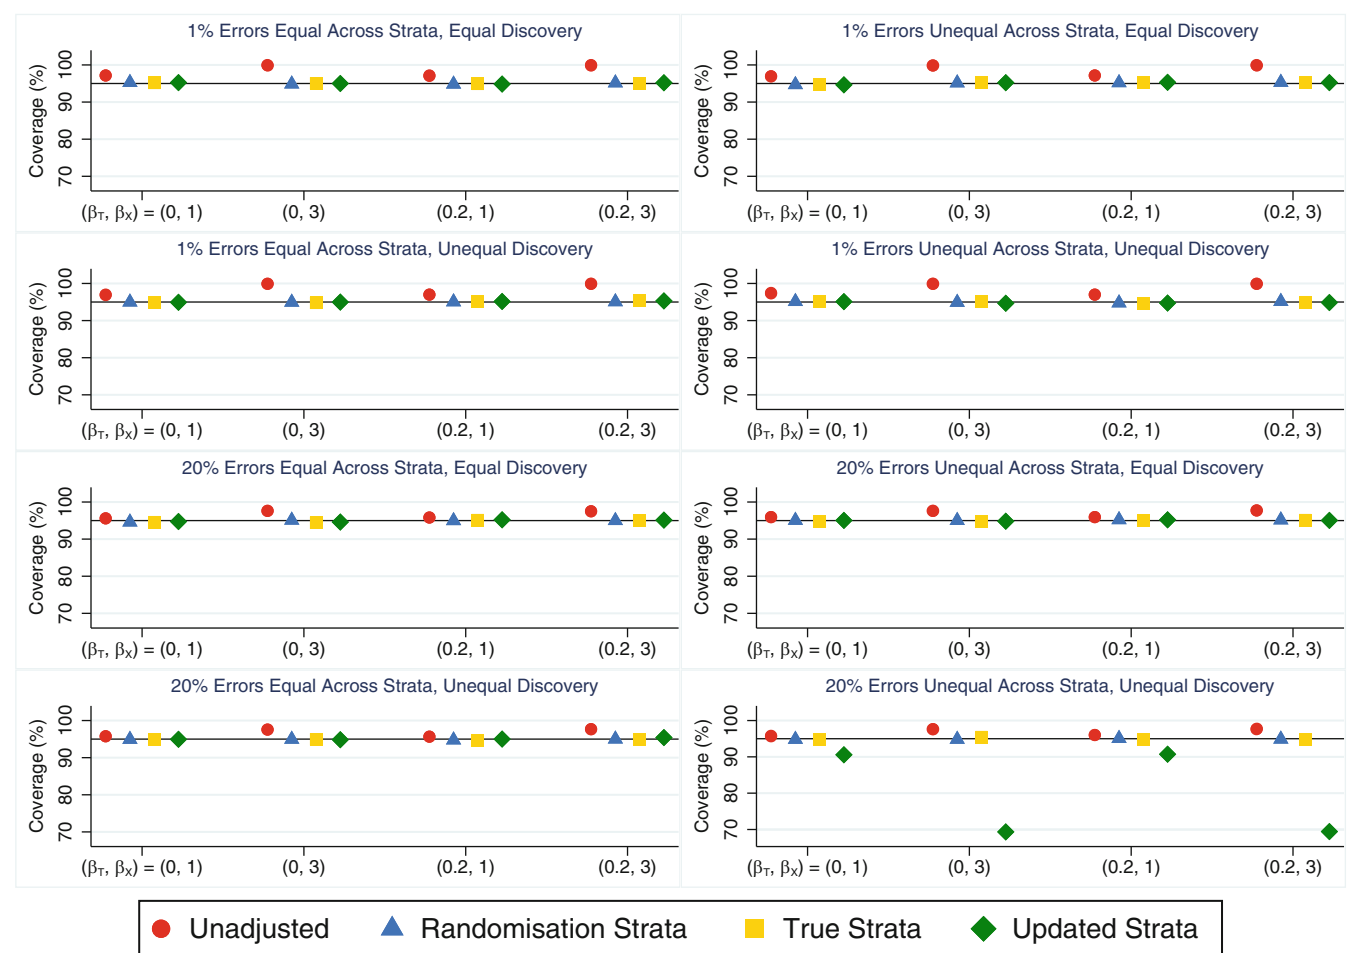 1% Errors Equal Across Strata, Equal Discovery
Coverage (%)
100
90
80
70
(βT, βX) = (0, 1)
(0, 3)
(0.2, 1)
(0.2, 3)
1% Errors Unequal Across Strata, Equal Discovery
Coverage (%)
100
90
80
70
(βT, βX) = (0, 1)
(0, 3)
(0.2, 1)
(0.2, 3)
1% Errors Equal Across Strata, Unequal Discovery
Coverage (%)
100
90
80
70
(βT, βX) = (0, 1)
(0, 3)
(0.2, 1)
(0.2, 3)
1% Errors Unequal Across Strata, Unequal Discovery
Coverage (%)
100
90
80
70
(βT, βX) = (0, 1)
(0, 3)
(0.2, 1)
(0.2, 3)
20% Errors Equal Across Strata, Equal Discovery
Coverage (%)
100
90
80
70
(βT, βX) = (0, 1)
(0, 3)
(0.2, 1)
(0.2, 3)
20% Errors Unequal Across Strata, Equal Discovery
Coverage (%)
100
90
80
70
(βT, βX) = (0, 1)
(0, 3)
(0.2, 1)
(0.2, 3)
20% Errors Equal Across Strata, Unequal Discovery
Coverage (%)
100
90
80
70
(βT, βX) = (0, 1)
(0, 3)
(0.2, 1)
(0.2, 3)
20% Errors Unequal Across Strata, Unequal Discovery
Coverage (%)
100
90
80
70
(βT, βX) = (0, 1)
(0, 3)
(0.2, 1)
(0.2, 3)
Unadjusted Randomisation Strata True Strata Updated Strata